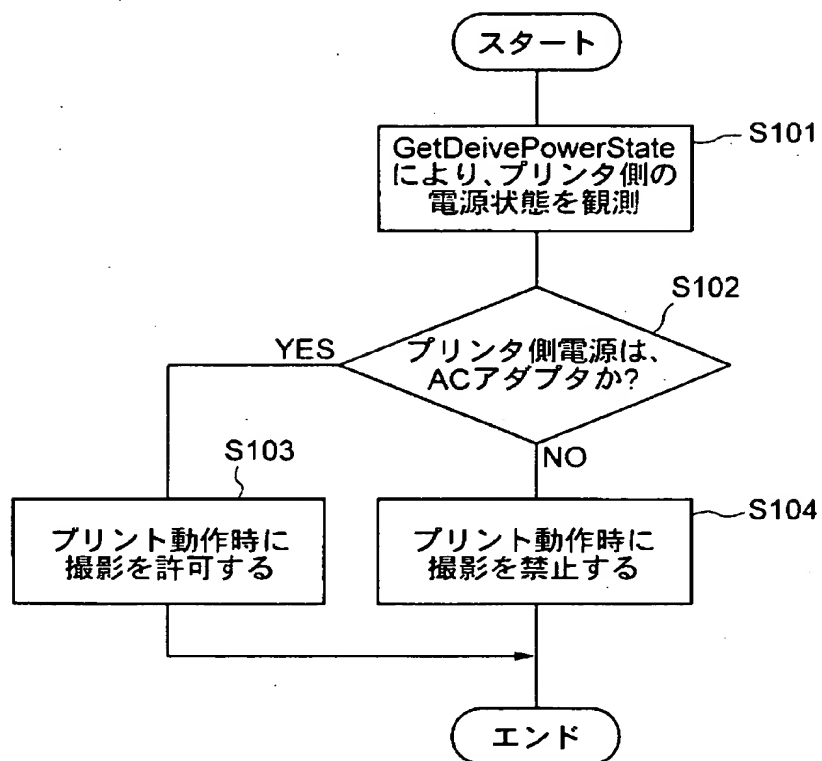 スタート
S101
GetDeivePowerState
により、プリンタ側の
電源状態を観測
S102
プリンタ側電源は、
ACアダプタか?
YES
NO
S103
プリント動作時に
撮影を許可する
S104
プリント動作時に
撮影を禁止する
エンド